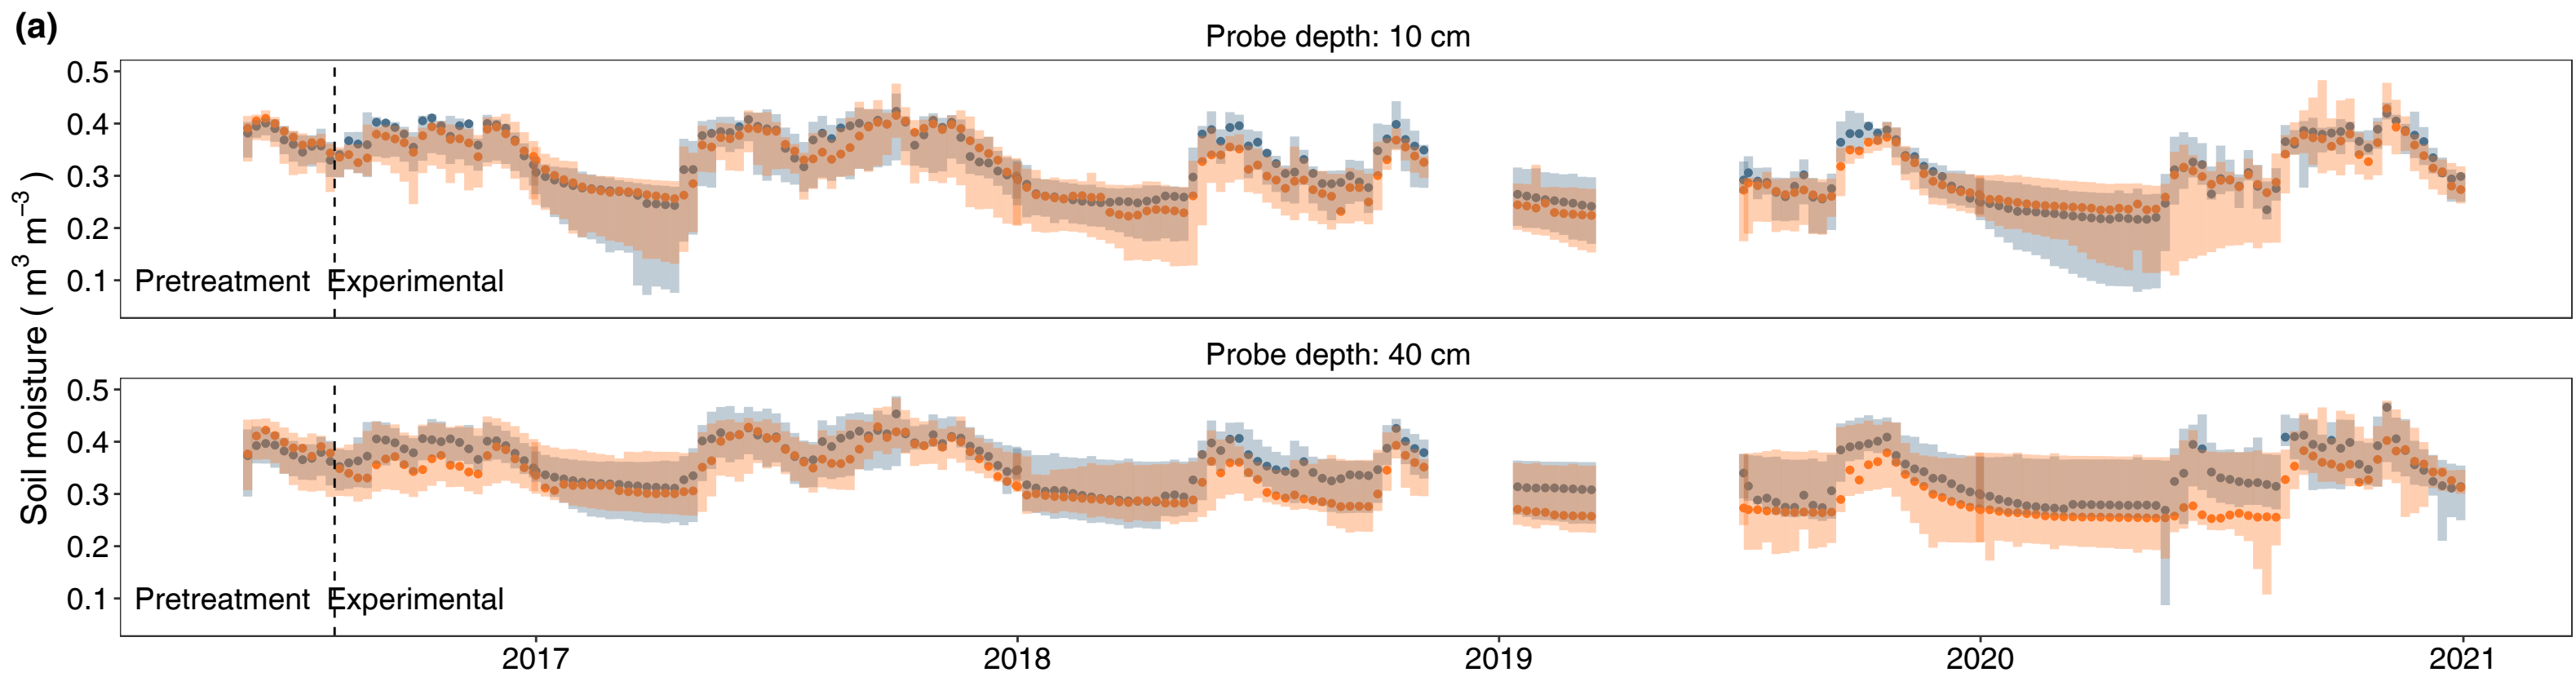 (a)
Probe depth: 10 cm
0.5
0.4
0.3
0.2
0.1
Pretreatment Experimental
Soil moisture ( m³ m⁻³ )
Probe depth: 40 cm
0.5
0.4
0.3
0.2
0.1
Pretreatment Experimental
2017 2018 2019 2020 2021